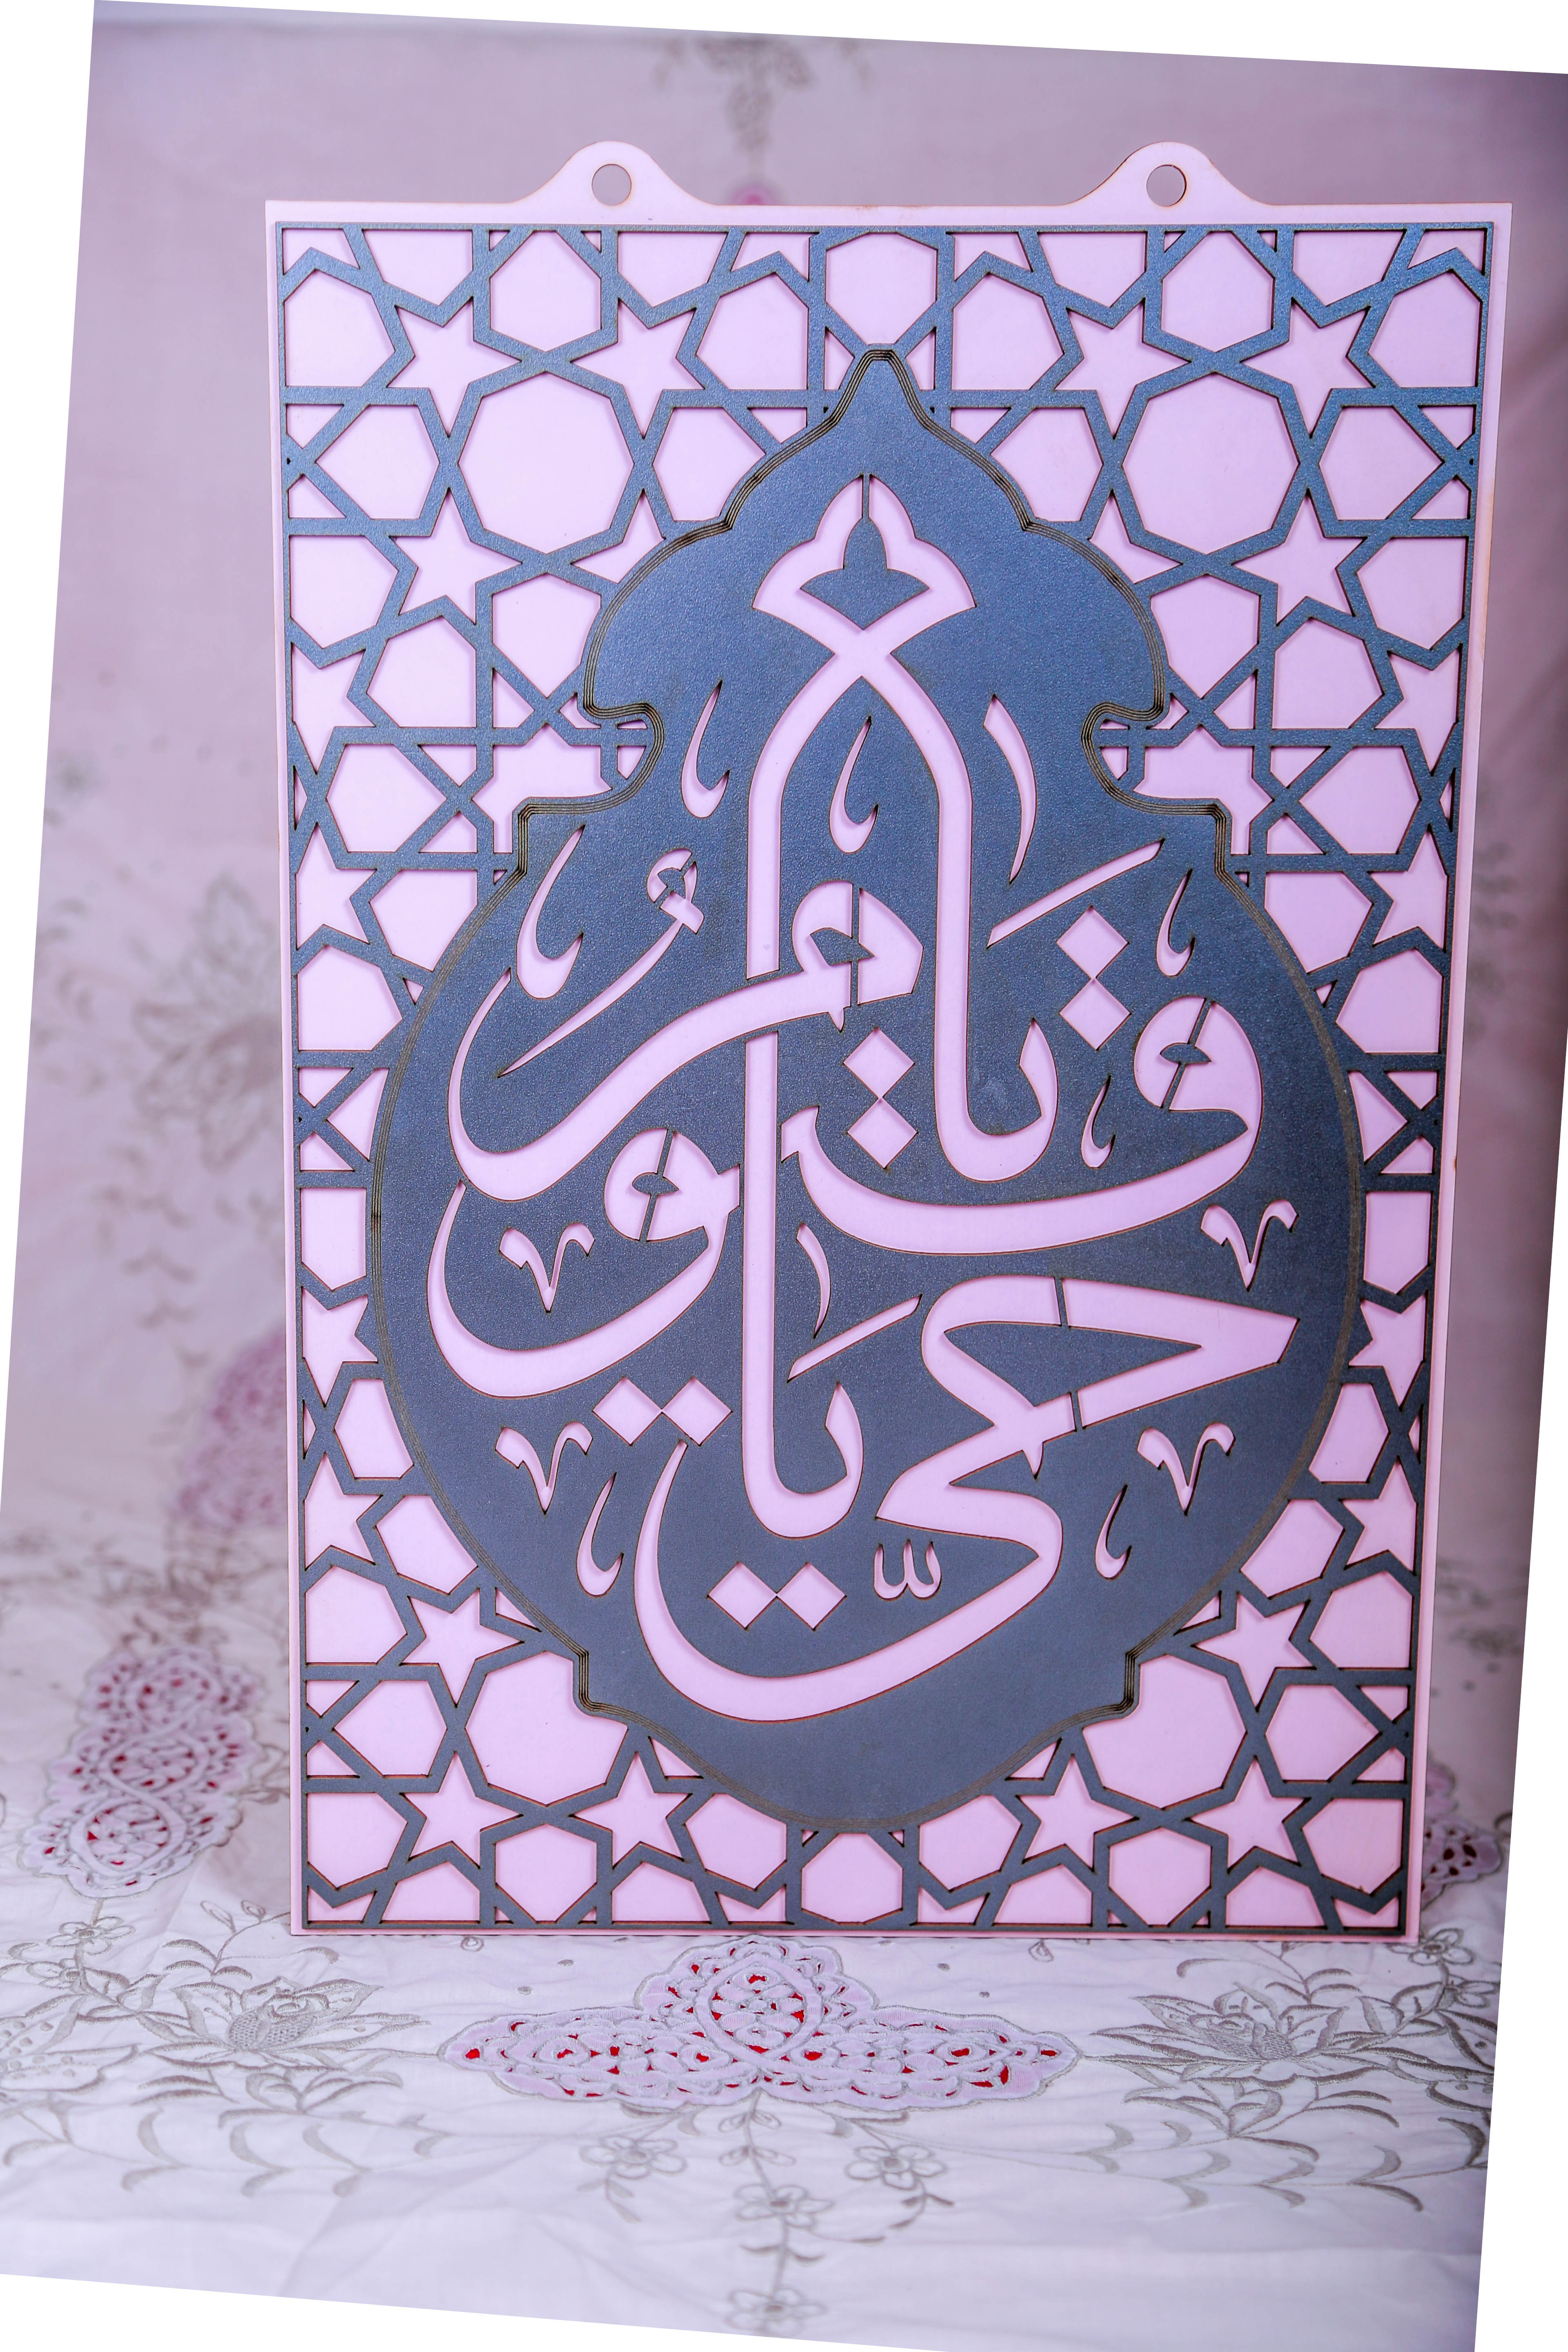 يا حيّ
يا قيوم